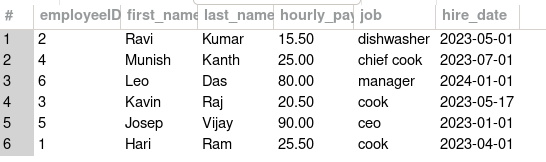 # employeeID first_name last_name hourly_pay job hire_date
1 2 Ravi Kumar 15.50 dishwasher 2023-05-01
2 4 Munish Kanth 25.00 chief cook 2023-07-01
3 6 Leo Das 80.00 manager 2024-01-01
4 3 Kavin Raj 20.50 cook 2023-05-17
5 5 Josep Vijay 90.00 ceo 2023-01-01
6 1 Hari Ram 25.50 cook 2023-04-01